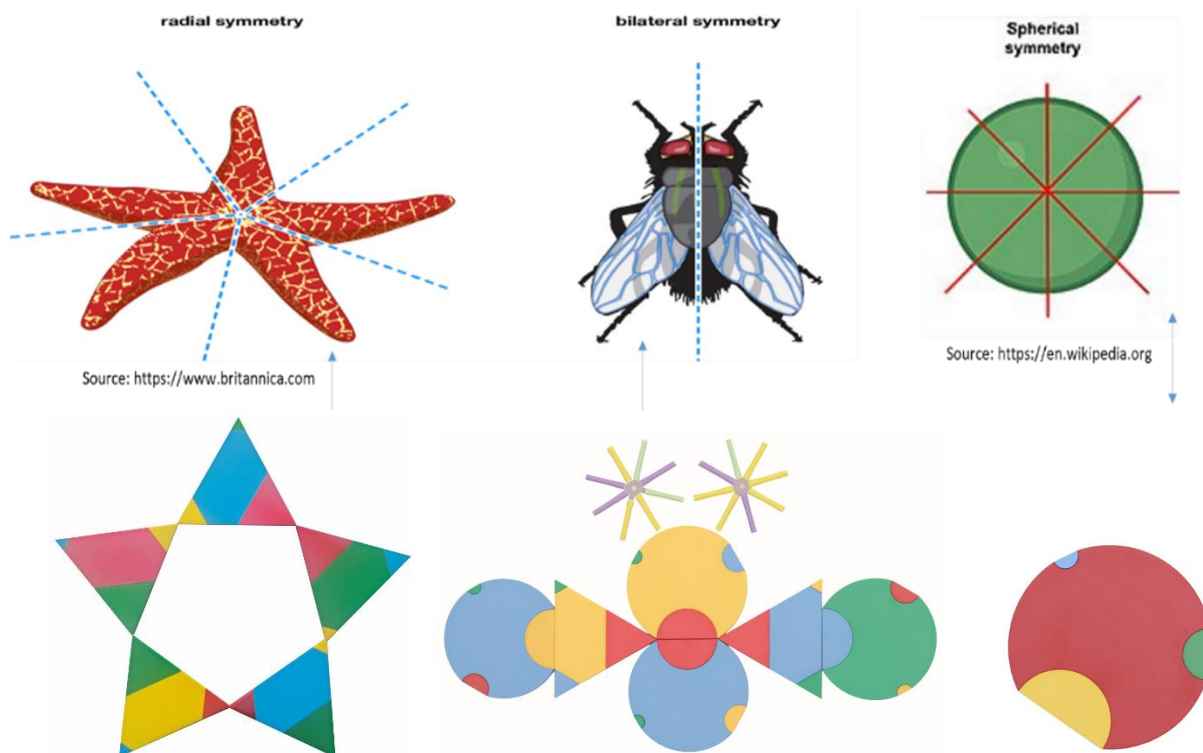 radial symmetry
bilateral symmetry
Spherical
symmetry
Source: https://www.britannica.com
Source: https://en.wikipedia.org